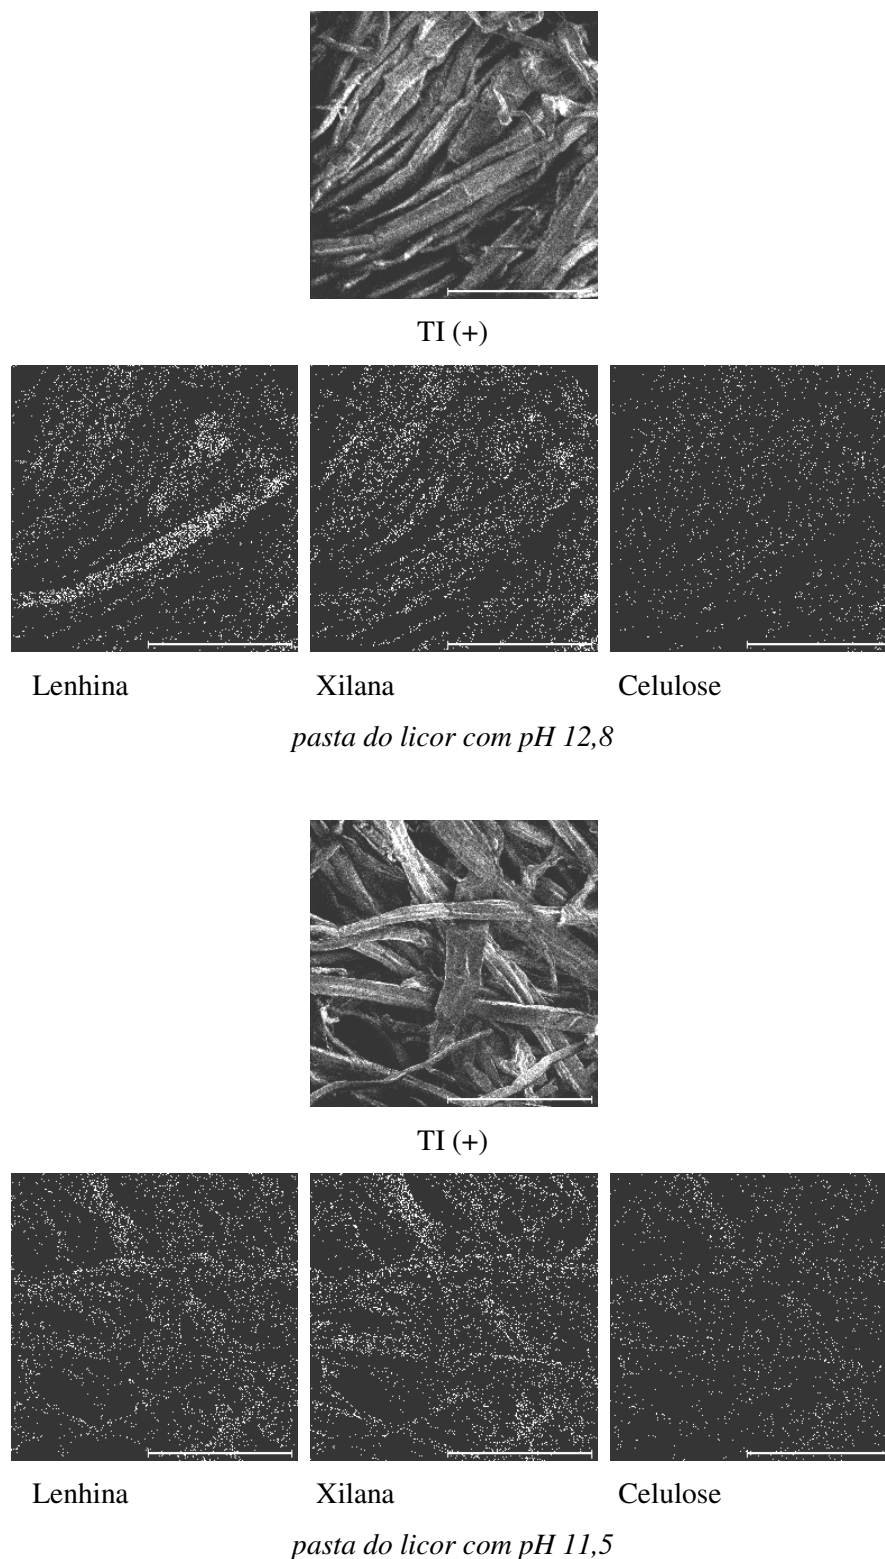 TI (+)
Lenhina Xilana Celulose
pasta do licor com pH 12,8
TI (+)
Lenhina Xilana Celulose
pasta do licor com pH 11,5